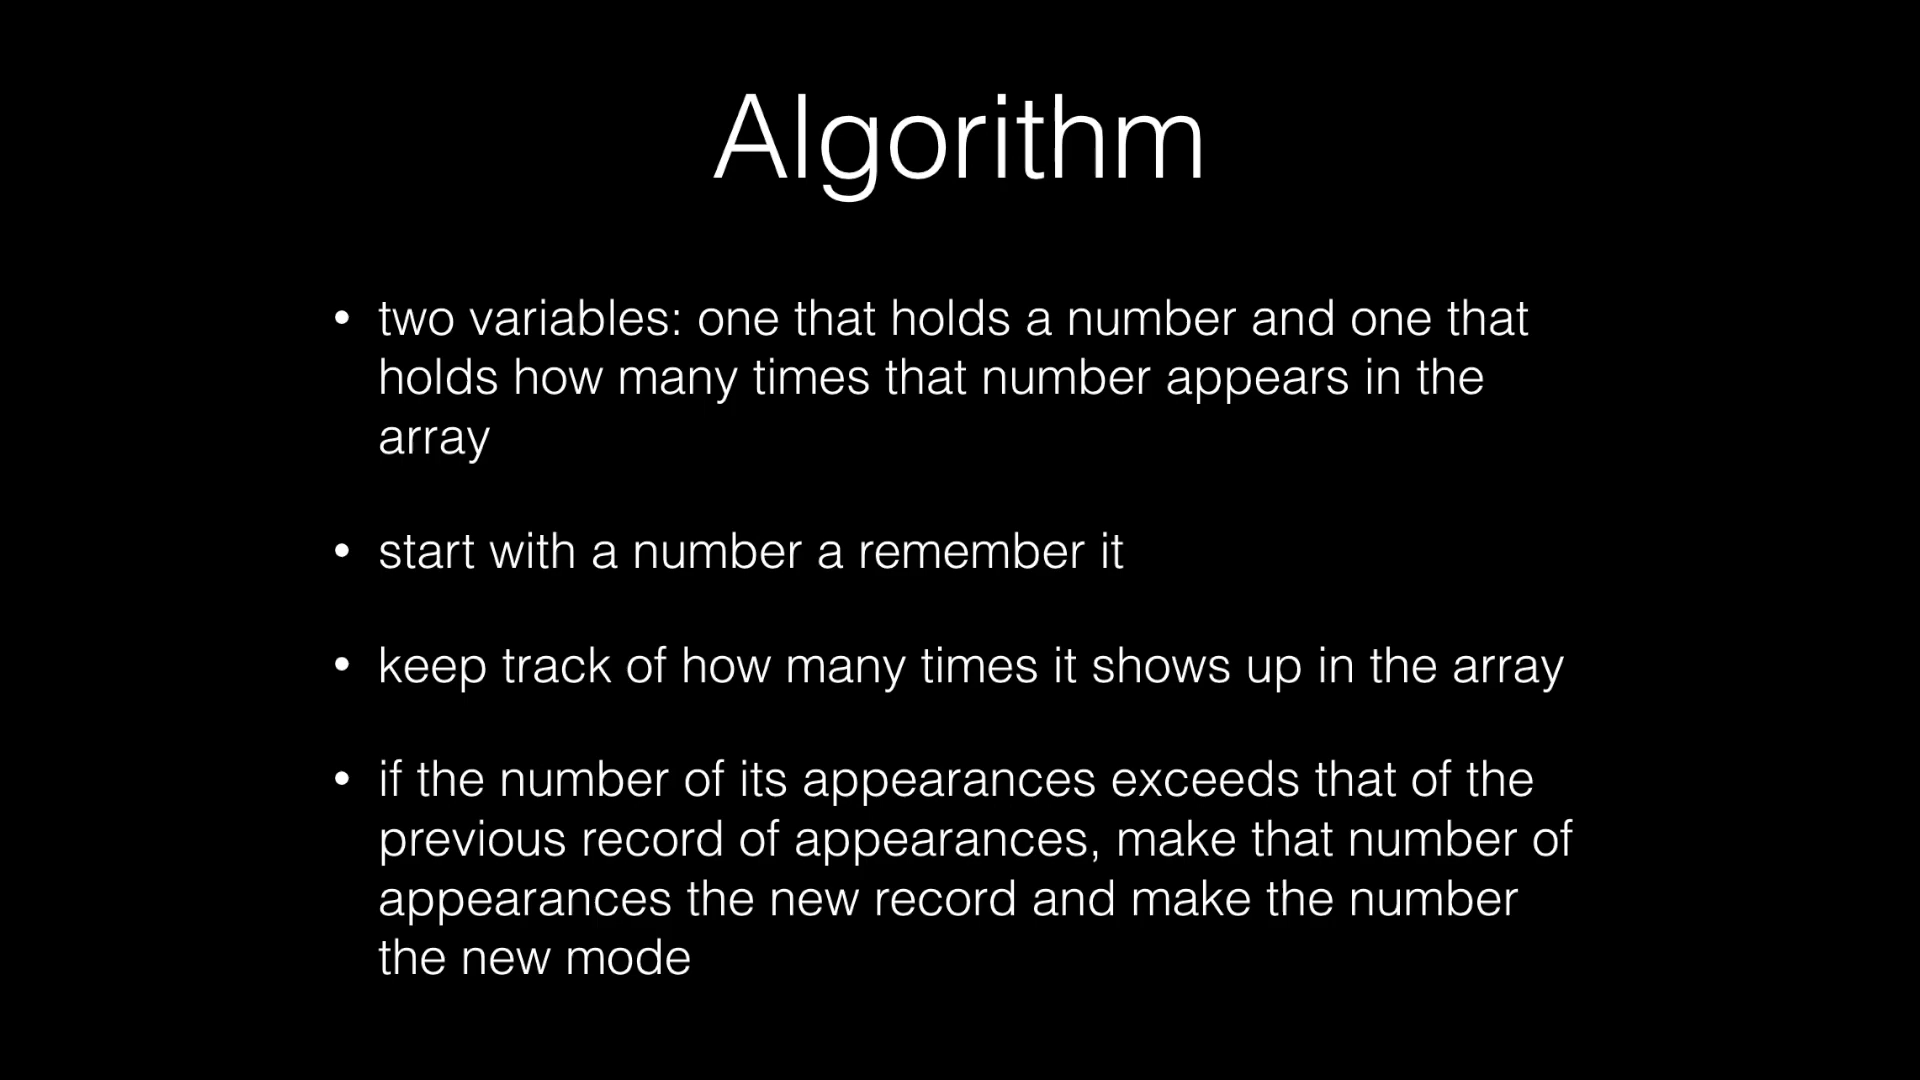 Algorithm
• two variables: one that holds a number and one that
holds how many times that number appears in the
array
• start with a number a remember it
• keep track of how many times it shows up in the array
• if the number of its appearances exceeds that of the
previous record of appearances, make that number of
appearances the new record and make the number
the new mode